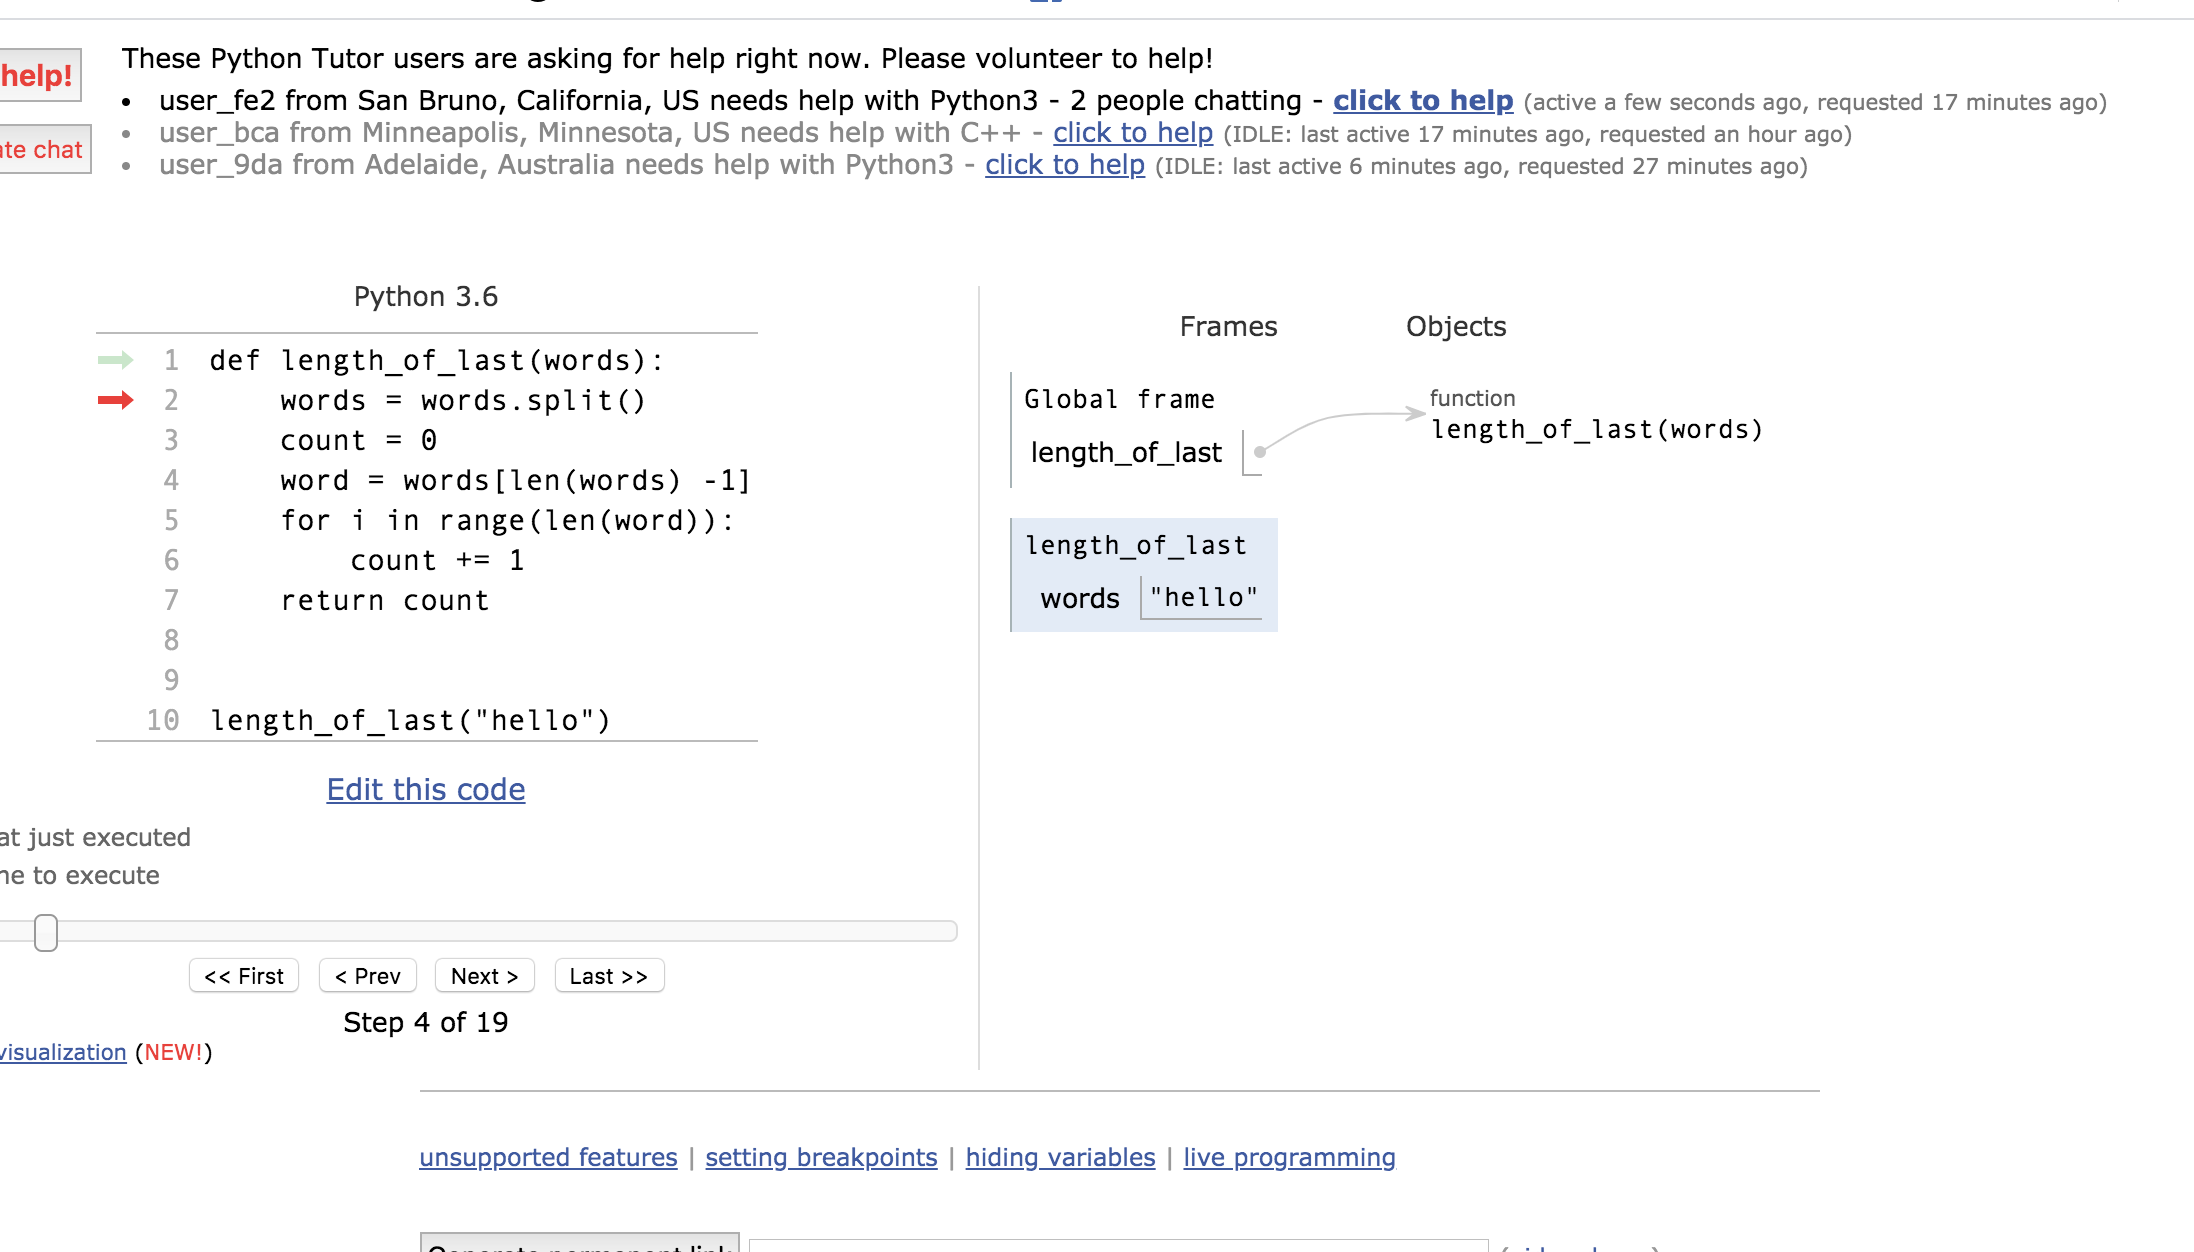 help!
These Python Tutor users are asking for help right now. Please volunteer to help!
• user_fe2 from San Bruno, California, US needs help with Python3 - 2 people chatting - click to help (active a few seconds ago, requested 17 minutes ago)
• user_bca from Minneapolis, Minnesota, US needs help with C++ - click to help (IDLE: last active 17 minutes ago, requested an hour ago)
chat
• user_9da from Adelaide, Australia needs help with Python3 - click to help (IDLE: last active 6 minutes ago, requested 27 minutes ago)
Python 3.6
1 def length_of_last(words):
2     words = words.split()
3     count = 0
4     word = words[len(words) -1]
5     for i in range(len(word)):
6         count += 1
7     return count
8
9
10 length_of_last("hello")
Edit this code
just executed
to execute
<< First < Prev Next > Last >>
Step 4 of 19
visualization (NEW!)
Frames Objects
Global frame
length_of_last
function
length_of_last(words)
length_of_last
words "hello"
unsupported features | setting breakpoints | hiding variables | live programming
Generate permanent link